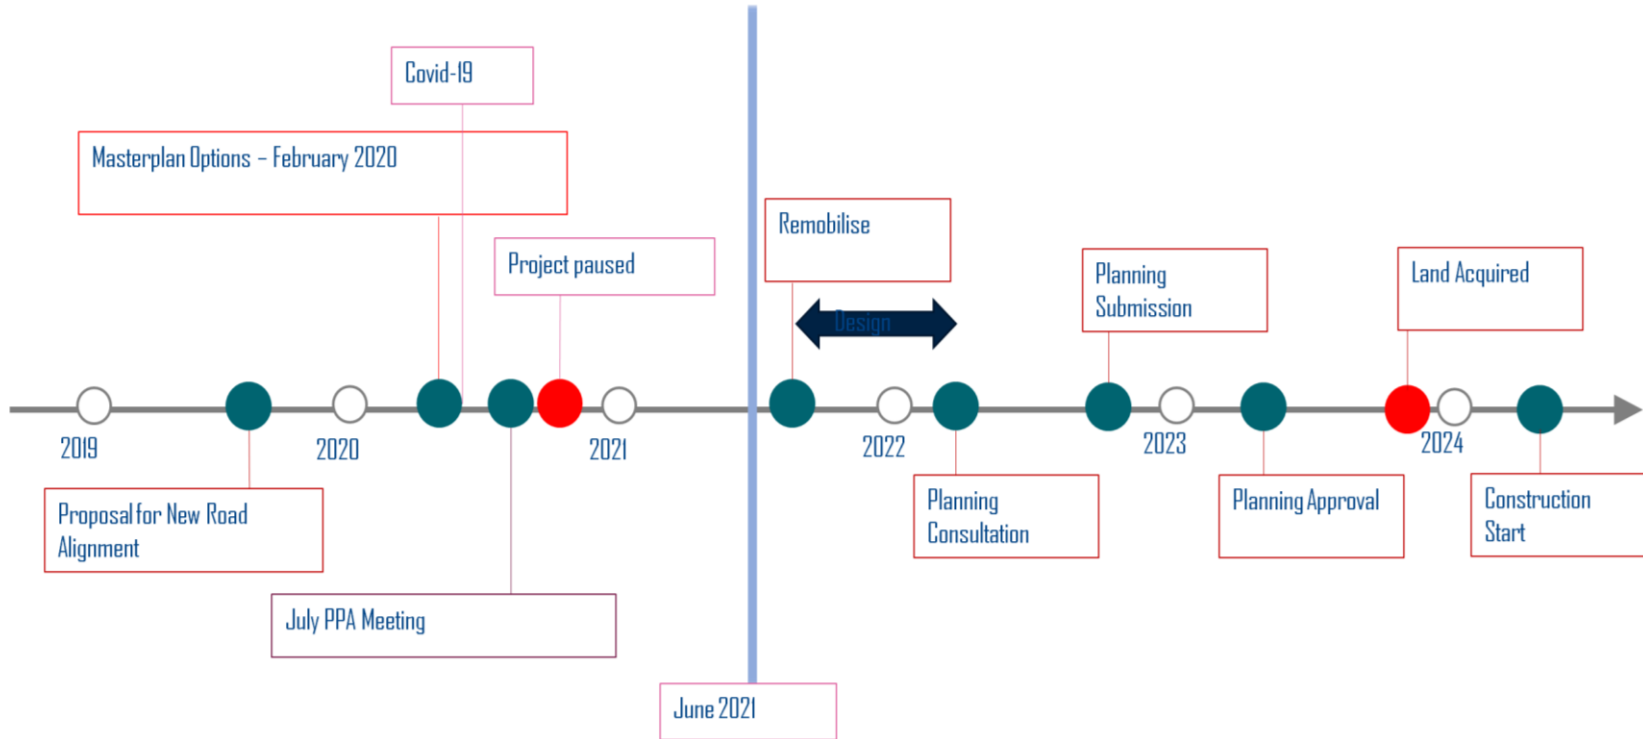 Covid-19
Masterplan Options – February 2020
Project paused
Remobilise
Design
Planning
Submission
Land Acquired
2019
2020
2021
2022
2023
2024
Proposal for New Road
Alignment
July PPA Meeting
June 2021
Planning
Consultation
Planning Approval
Construction
Start